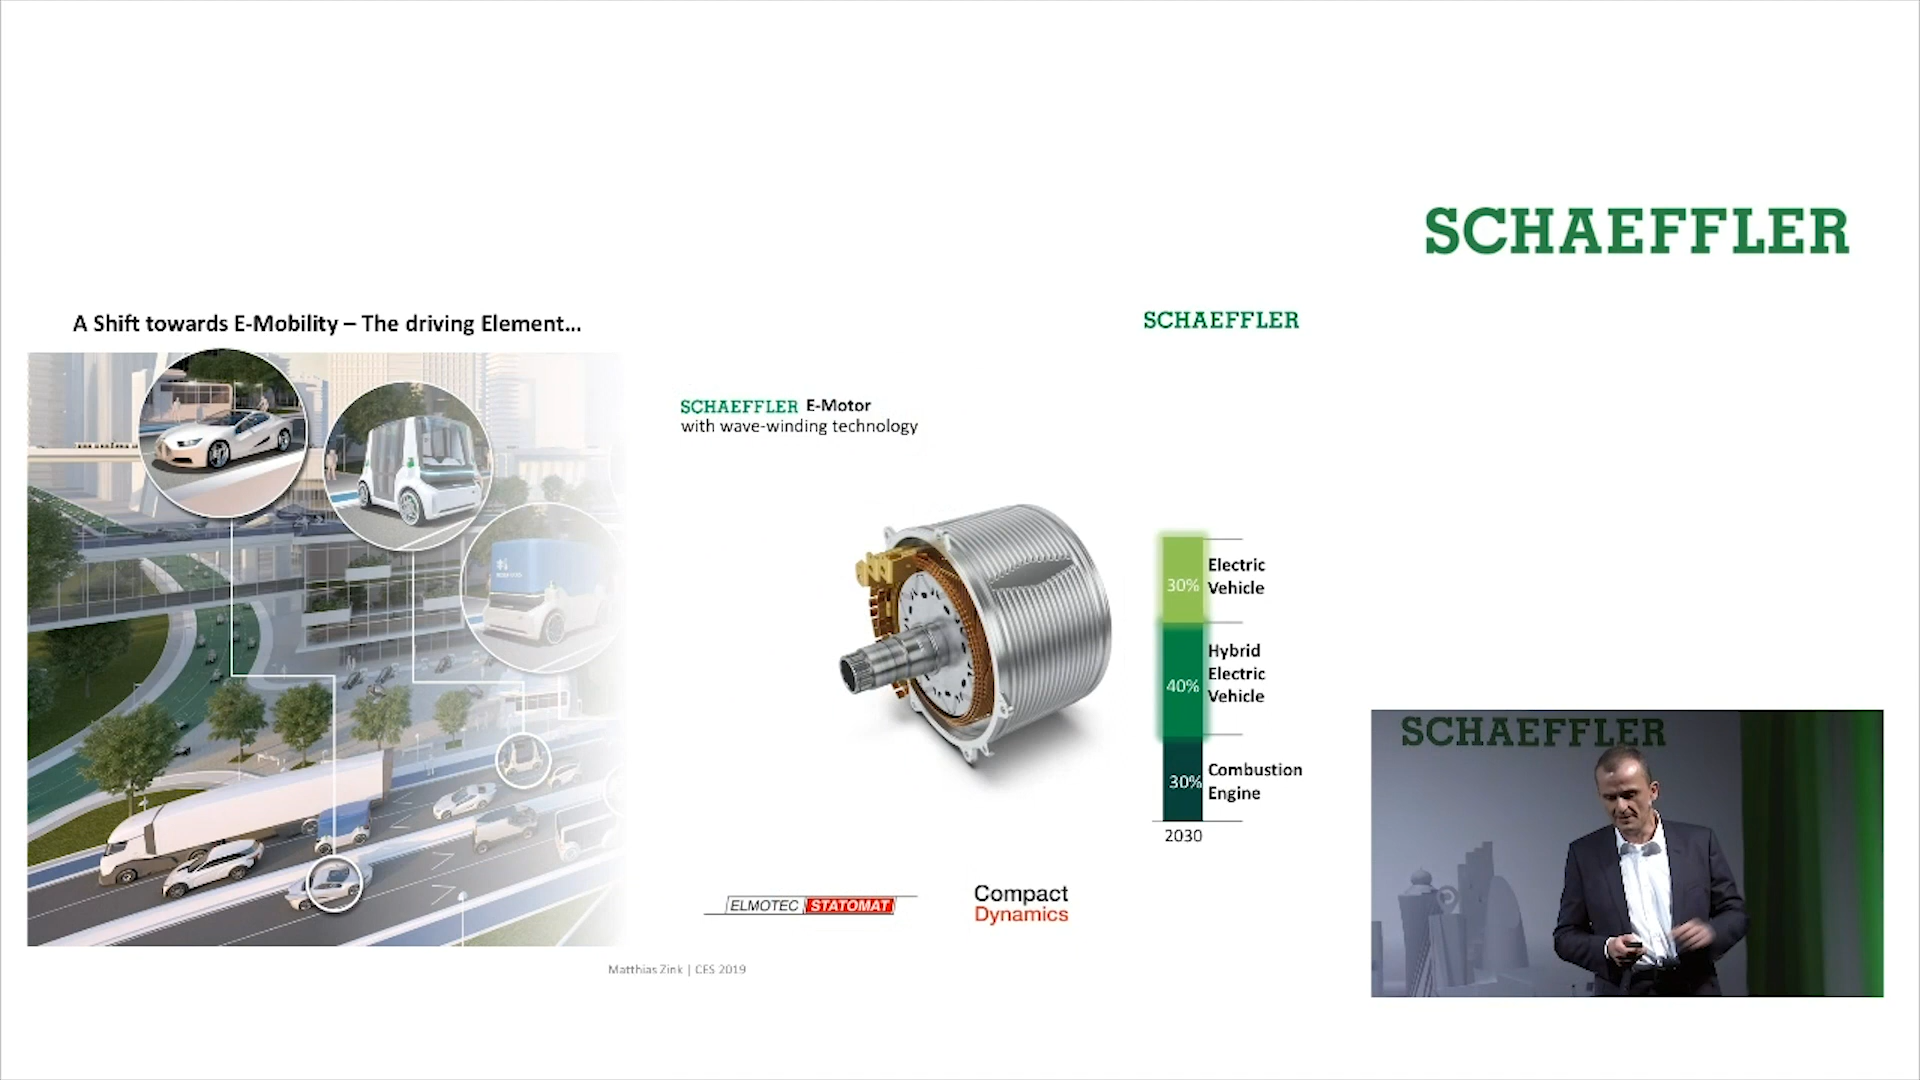 SCHAEFFLER
A Shift towards E-Mobility – The driving Element...
SCHAEFFLER
SCHAEFFLER E-Motor
with wave-winding technology
30%
Electric
Vehicle
40%
Hybrid
Electric
Vehicle
30%
Combustion
Engine
2030
ELMOTEC STATOMAT
Compact
Dynamics
Matthias Zink | CES 2019
SCHAEFFLER